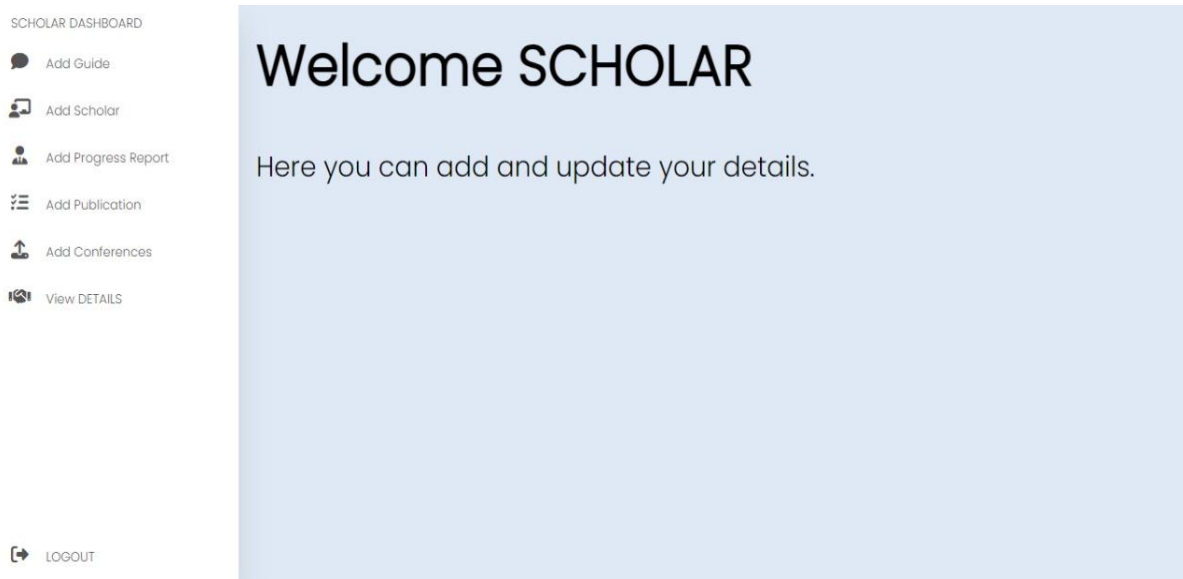 SCHOLAR DASHBOARD
Add Guide
Add Scholar
Add Progress Report
Add Publication
Add Conferences
View DETAILS
LOGOUT
Welcome SCHOLAR
Here you can add and update your details.